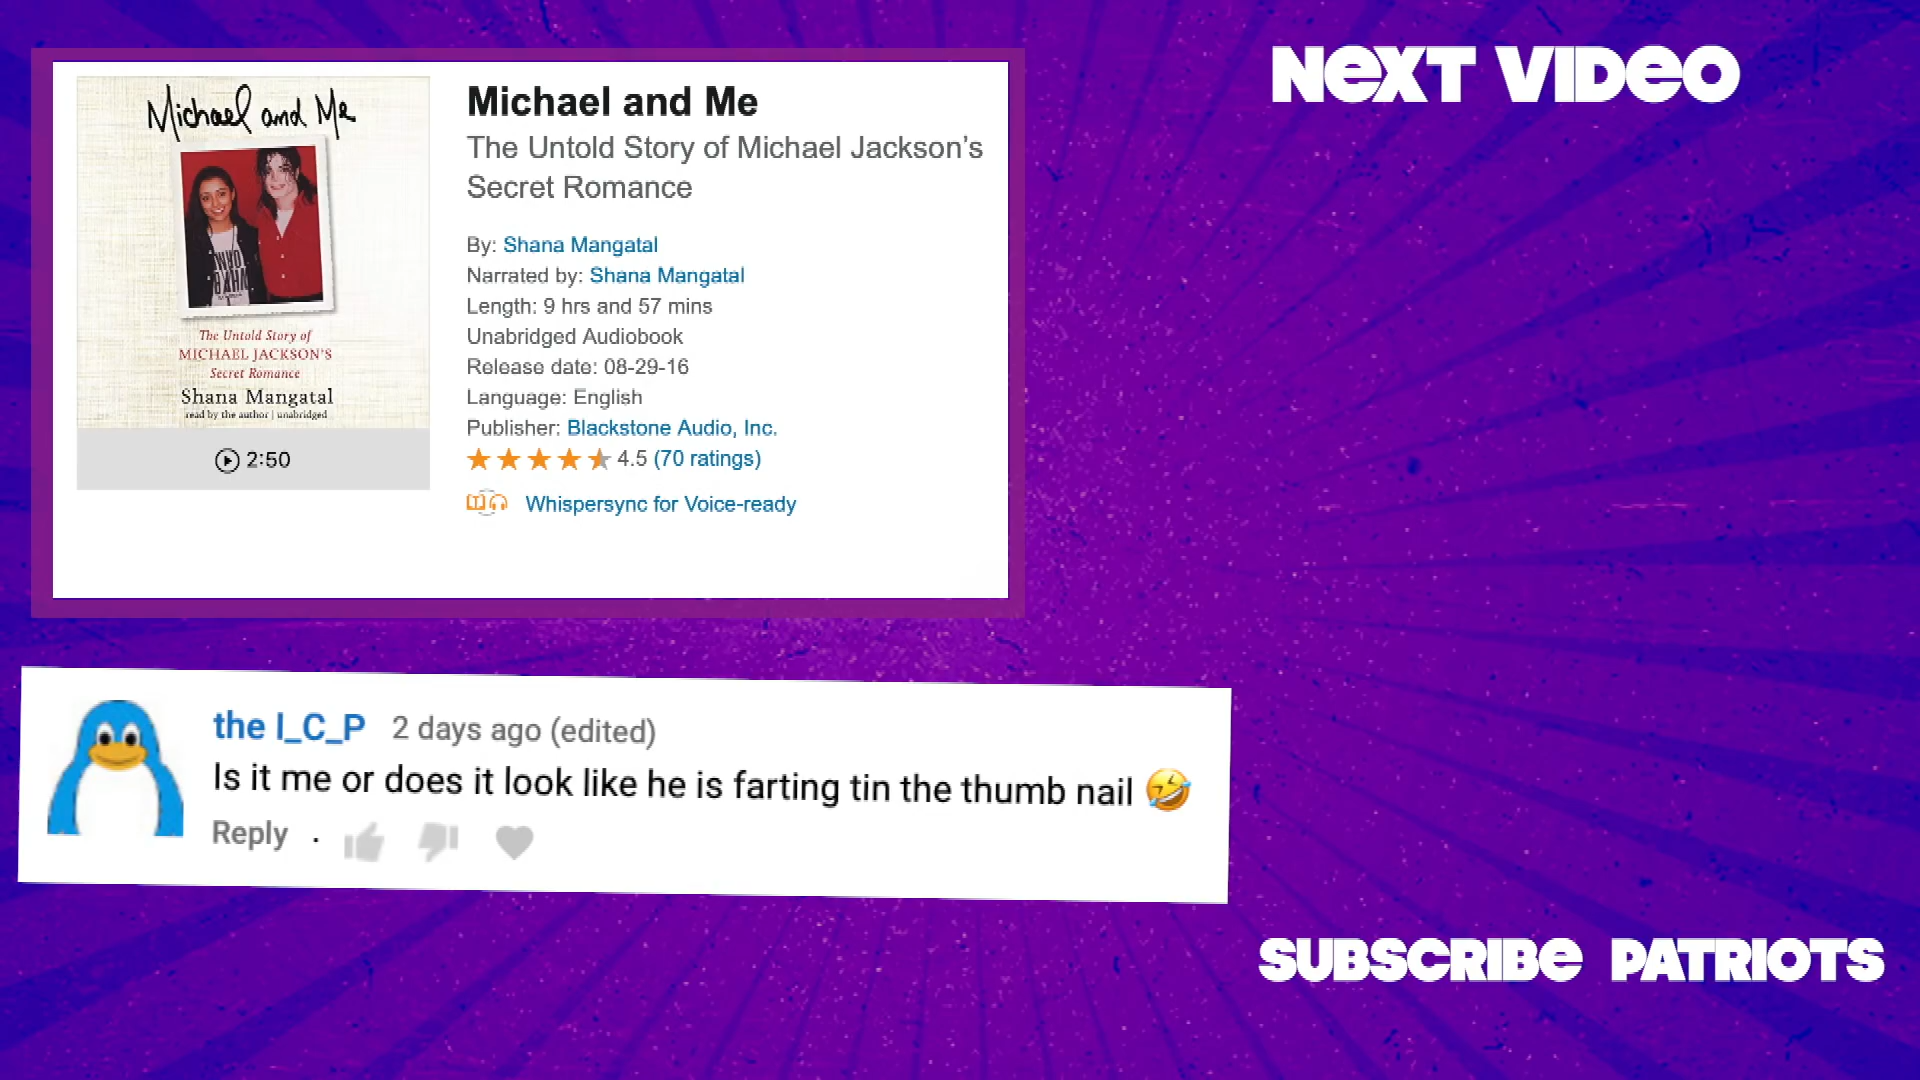 NeXT VIDeO
Michael and Me
The Untold Story of
MICHAEL JACKSON'S
Secret Romance
Shana Mangatal
read by the author | unabridged
2:50
Michael and Me
The Untold Story of Michael Jackson's
Secret Romance
By: Shana Mangatal
Narrated by: Shana Mangatal
Length: 9 hrs and 57 mins
Unabridged Audiobook
Release date: 08-29-16
Language: English
Publisher: Blackstone Audio, Inc.
4.5 (70 ratings)
Whispersync for Voice-ready
the I_C_P 2 days ago (edited)
Is it me or does it look like he is farting tin the thumb nail 🤣
Reply .
SUBSCRIBe PATRIOTS